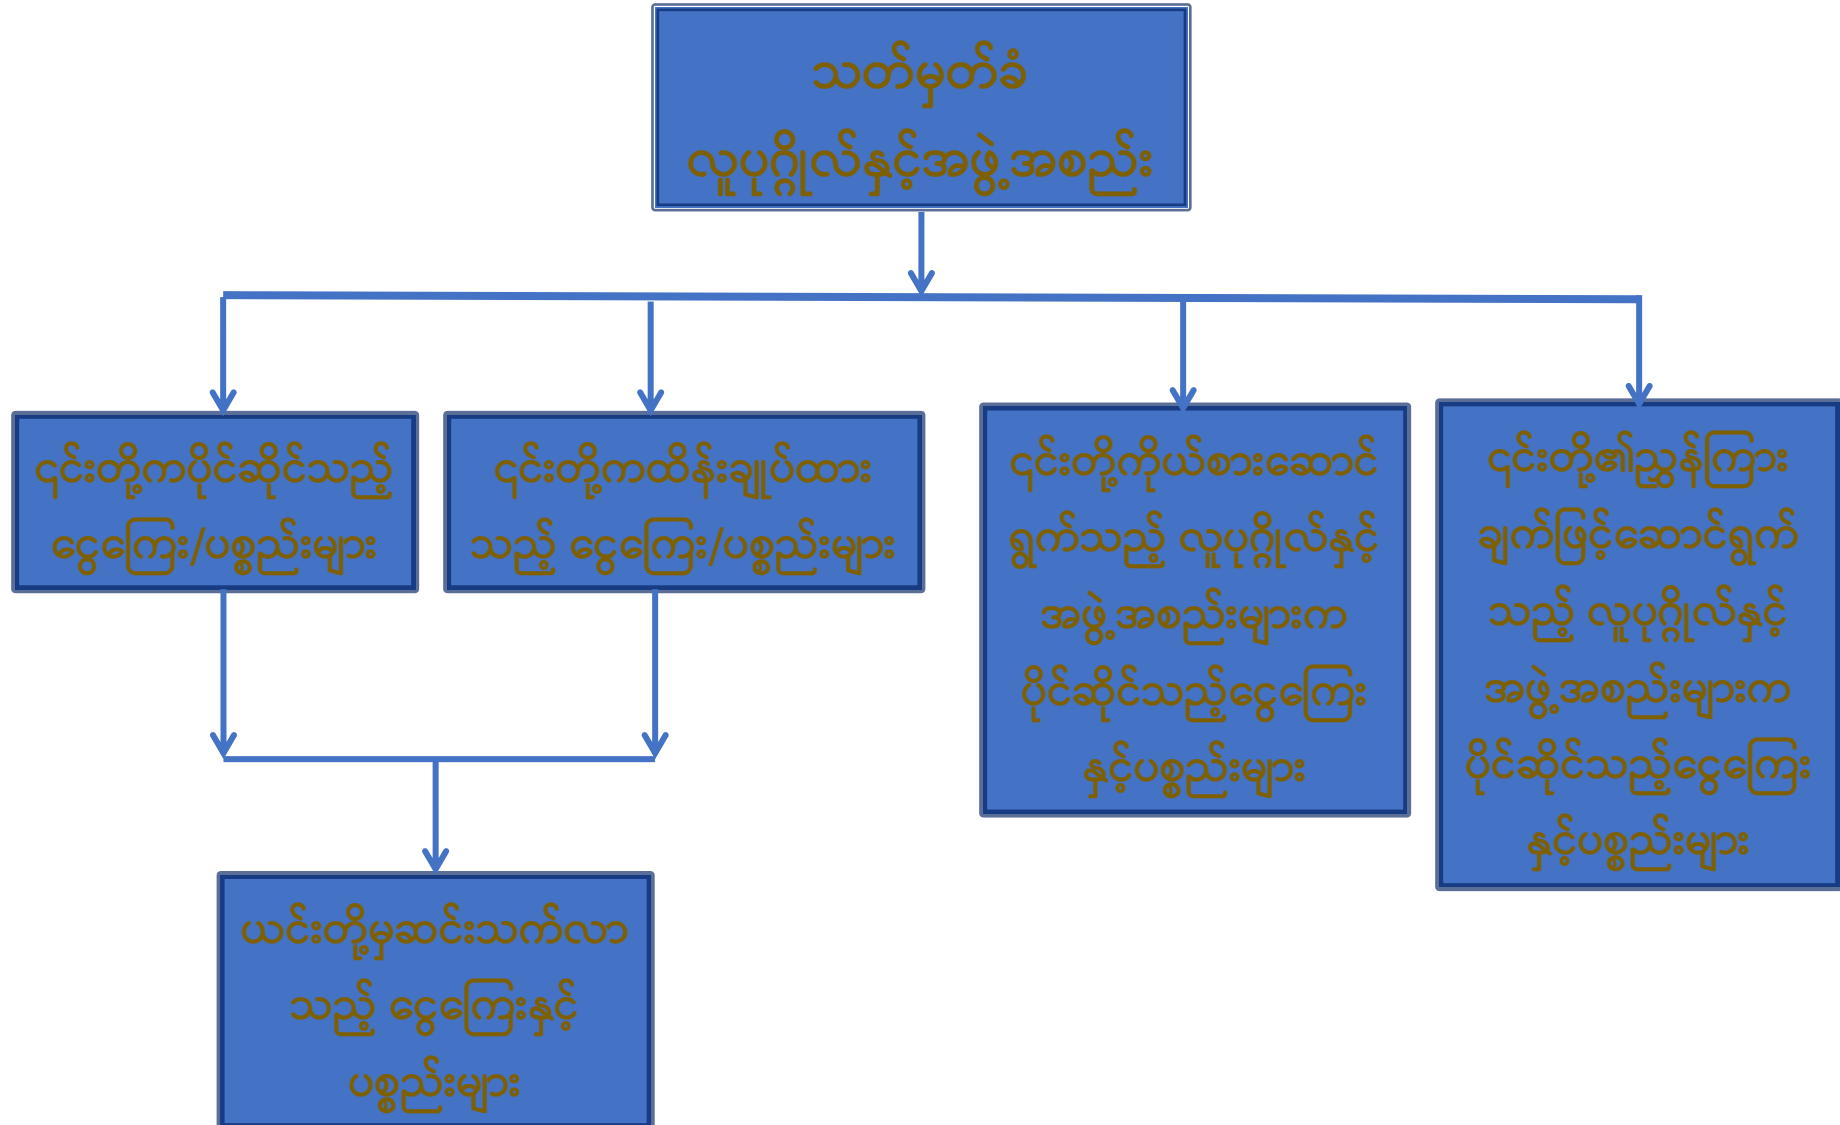 သတ်မှတ်ခံ
လူပုဂ္ဂိုလ်နှင့်အဖွဲ့အစည်း
၎င်းတို့ကပိုင်ဆိုင်သည့်
ငွေကြေး/ပစ္စည်းများ
၎င်းတို့ကထိန်းချုပ်ထား
သည့် ငွေကြေး/ပစ္စည်းများ
၎င်းတို့ကိုယ်စားဆောင်
ရွက်သည့် လူပုဂ္ဂိုလ်နှင့်
အဖွဲ့အစည်းများက
ပိုင်ဆိုင်သည့်ငွေကြေး
နှင့်ပစ္စည်းများ
၎င်းတို့၏ညွှန်ကြား
ချက်ဖြင့်ဆောင်ရွက်
သည့် လူပုဂ္ဂိုလ်နှင့်
အဖွဲ့အစည်းများက
ပိုင်ဆိုင်သည့်ငွေကြေး
နှင့်ပစ္စည်းများ
ယင်းတို့မှဆင်းသက်လာ
သည့် ငွေကြေးနှင့်
ပစ္စည်းများ